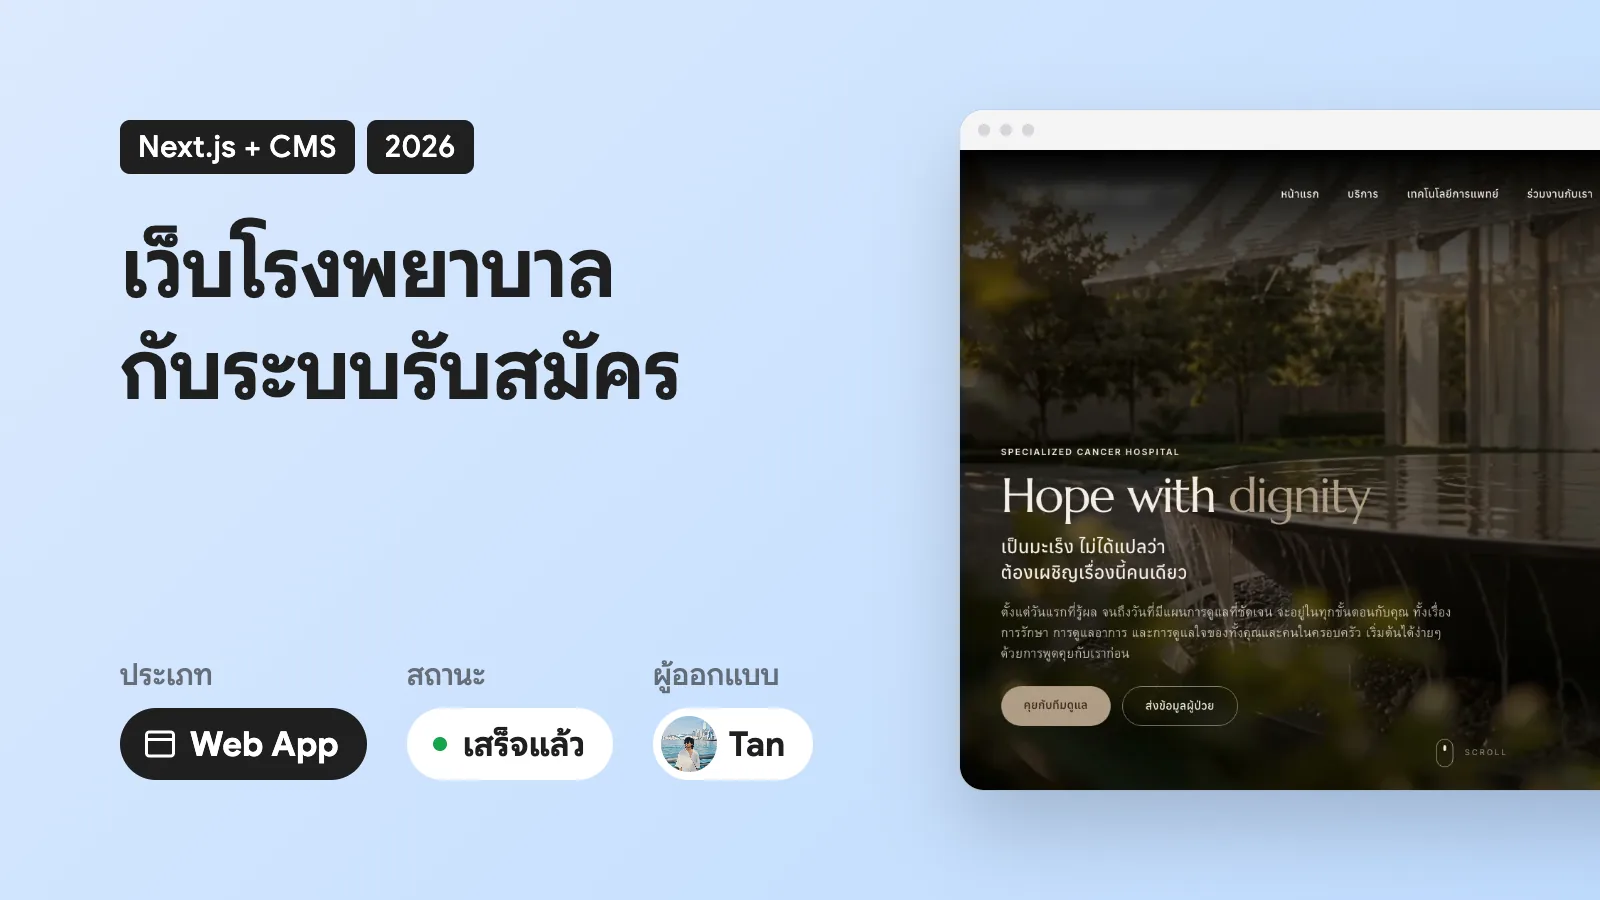 Next.js + CMS
2026
เว็บโรงพยาบาล
กับระบบรับสมัคร
ประเภท
Web App
สถานะ
เสร็จแล้ว
ผู้ออกแบบ
Tan
หน้าแรก
บริการ
เทคโนโลยีการแพทย์
ร่วมงานกับเรา
SPECIALIZED CANCER HOSPITAL
Hope with dignity
เป็นมะเร็ง ไม่ได้แปลว่า
ต้องเผชิญเรื่องนี้คนเดียว
ตั้งแต่วันแรกที่รู้ผล จนถึงวันที่มีแผนการดูแลที่ชัดเจน จะอยู่ในทุกขั้นตอนกับคุณ ทั้งเรื่อง
การรักษา การดูแลอาการ และการดูแลใจของทั้งคุณและคนในครอบครัว เริ่มต้นได้ง่ายๆ
ด้วยการพูดคุยกับเราก่อน
คุยกับทีมดูแล
ส่งข้อมูลผู้ป่วย
SCROLL